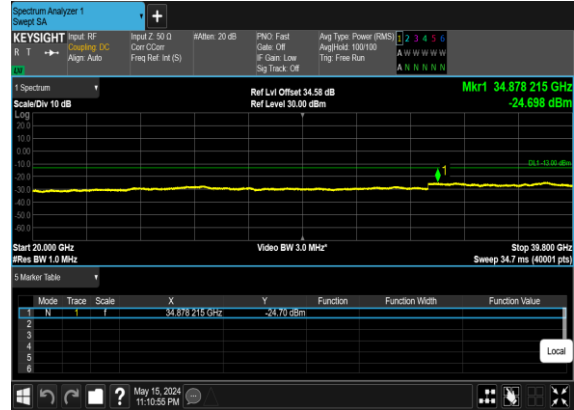 Spectrum Analyzer 1
Swept SA
+
KEYSIGHT
R T
LM
Input: RF
Coupling: DC
Align: Auto
Input Z: 50 Ω
Corr CCorr
Freq Ref: Int (S)
#Atten: 20 dB
PNO: Fast
Gate: Off
IF Gain: Low
Sig Track: Off
Avg Type: Power (RMS)
Avg|Hold: 100/100
Trig: Free Run
1 2 3 4 5 6
A W W W W W
A N N N N N
1 Spectrum
Scale/Div 10 dB
Ref Lvl Offset 34.58 dB
Ref Level 30.00 dBm
Mkr1 34.878 215 GHz
-24.698 dBm
Log
20.0
10.0
0.00
-10.0
-20.0
-30.0
-40.0
-50.0
-60.0
1
DL1 -13.00 dBm
Start 20.000 GHz
#Res BW 1.0 MHz
Video BW 3.0 MHz*
Stop 39.800 GHz
Sweep 34.7 ms (40001 pts)
5 Marker Table
Mode Trace Scale X Y Function Function Width Function Value
1 N 1 f 34.878 215 GHz -24.70 dBm
2
3
4
5
6
Local
?
May 15, 2024
11:10:55 PM